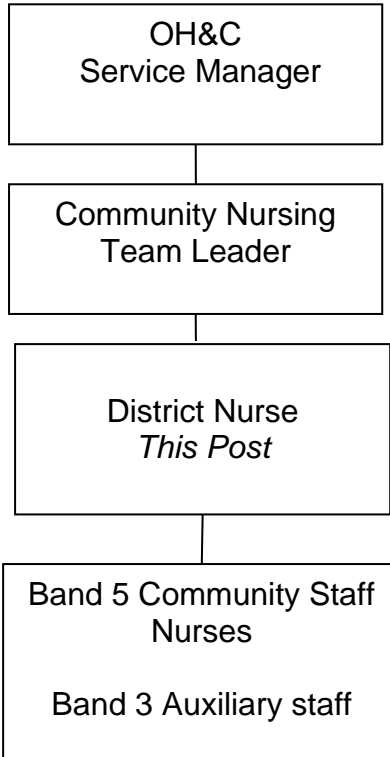 OH&C
Service Manager
Community Nursing
Team Leader
District Nurse
This Post
Band 5 Community Staff
Nurses
Band 3 Auxiliary staff